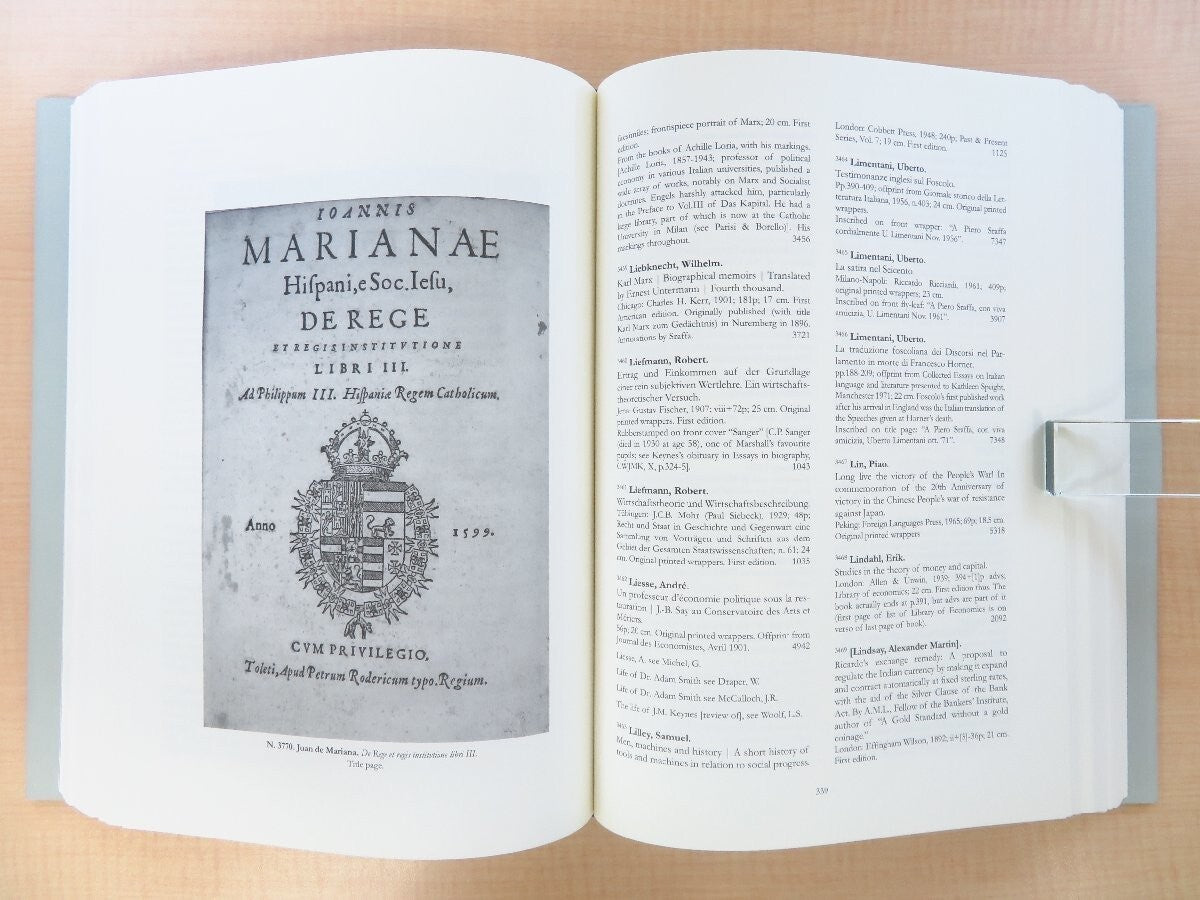 IOANNIS
MARIANAE
Hiſpani, e Soc. Ieſu,
DE REGE
ET REGIS INSTITVTIONE
LIBRI III.
Ad Philippum III. Hiſpaniæ Regem Catholicum.
Anno 1599.
CVM PRIVILEGIO.
Toleti, Apud Petrum Rodericum typo. Regium.
N. 3770. Juan de Mariana. De Rege et regis institutione libri III.
Title page.
facsimiles; frontispiece portrait of Marx; 20 cm. First
edition.
From the books of Achille Loria, with his markings.
[Achille Loria, 1857-1943; professor of political
economy in various Italian universities, published a
wide array of works, notably on Marx and Socialist
doctrines. Engels harshly attacked him, particularly
in the Preface to Vol.III of Das Kapital. He had a
large library, part of which is now at the Catholic
University in Milan (see Parisi & Borello)]. His
markings throughout. 3456
Liebknecht, Wilhelm.
Karl Marx | Biographical memoirs | Translated
by Ernest Untermann | Fourth thousand.
Chicago: Charles H. Kerr, 1901; 181p; 17 cm. First
American edition. Originally published (with title
Karl Marx zum Gedächtnis) in Nuremberg in 1896.
Annotations by Sraffa. 3721
Liefmann, Robert.
Ertrag und Einkommen auf der Grundlage
einer rein subjektiven Wertlehre. Ein wirtschafts-
theoretischer Versuch.
Jena: Gustav Fischer, 1907; viii+72p; 25 cm. Original
printed wrappers. First edition.
Rubberstamped on front cover “Sanger” [C.P. Sanger
(died in 1930 at age 58), one of Marshall's favourite
pupils; see Keynes's obituary in Essays in biography,
CWJMK, X, p.324-5]. 1043
Liefmann, Robert.
Wirtschaftstheorie und Wirtschaftsbeschreibung.
Tübingen: J.C.B. Mohr (Paul Siebeck), 1929; 48p;
Recht und Staat in Geschichte und Gegenwart eine
Sammlung von Vorträgen und Schriften aus dem
Gebiet der Gesamten Staatswissenschaften; n. 61; 24
cm. Original printed wrappers. First edition. 1035
3462 Liesse, André.
Un professeur d'économie politique sous la res-
tauration | J.-B. Say au Conservatoire des Arts et
Métiers.
56p; 20 cm. Original printed wrappers. Offprint from
Journal des Economistes, Avril 1901. 4942
Liesse, A. see Michel, G.
Life of Dr. Adam Smith see Draper, W.
Life of Dr. Adam Smith see McCulloch, J.R.
The life of J.M. Keynes [review of], see Woolf, L.S.
3463 Lilley, Samuel.
Men, machines and history | A short history of
tools and machines in relation to social progress.
London: Cobbett Press, 1948; 240p; Past & Present
Series, Vol. 7; 19 cm. First edition. 1125
3464 Limentani, Uberto.
Testimonanze inglesi sul Foscolo.
Pp.390-409; offprint from Giornale storico della Let-
teratura Italiana, 1956, n.403; 24 cm. Original printed
wrappers.
Inscribed on front wrapper: “A Piero Sraffa
cordialmente U. Limentani Nov. 1956”. 7347
3465 Limentani, Uberto.
La satira nel Seicento.
Milano-Napoli: Riccardo Ricciardi, 1961; 409p;
original printed wrappers; 23 cm.
Inscribed on front fly-leaf: “A Piero Sraffa, con viva
amicizia, U. Limentani Nov. 1961”. 3907
3466 Limentani, Uberto.
La traduzione foscoliana dei Discorsi nel Par-
lamento in morte di Francesco Horner.
pp.188-209; offprint from Collected Essays on Italian
language and literature presented to Kathleen Speight,
Manchester 1971; 22 cm. Foscolo's first published work
after his arrival in England was the Italian translation of
the Speeches given at Horner's death.
Inscribed on title page: “A Piero Sraffa, con viva
amicizia, Uberto Limentani ott. '71”. 7348
3467 Lin, Piao.
Long live the victory of the People's War! In
commemoration of the 20th Anniversary of
victory in the Chinese People's war of resistance
against Japan.
Peking: Foreign Languages Press, 1965; 69p; 18.5 cm.
Original printed wrappers 5318
3468 Lindahl, Erik.
Studies in the theory of money and capital.
London: Allen & Unwin, 1939; 394+[1]p advs;
Library of economics; 22 cm. First edition thus. The
book actually ends at p.391, but advs are part of it
(first page of list of Library of Economics is on
verso of last page of book). 2092
3469 [Lindsay, Alexander Martin].
Ricardo's exchange remedy: A proposal to
regulate the Indian currency by making it expand
and contract automatically at fixed sterling rates,
with the aid of the Silver Clause of the Bank
Act. By A.M.L., Fellow of the Bankers' Institute,
author of “A Gold Standard without a gold
coinage.”
London: Effingham Wilson, 1892; ii+[3]-36p; 21 cm.
First edition.
339